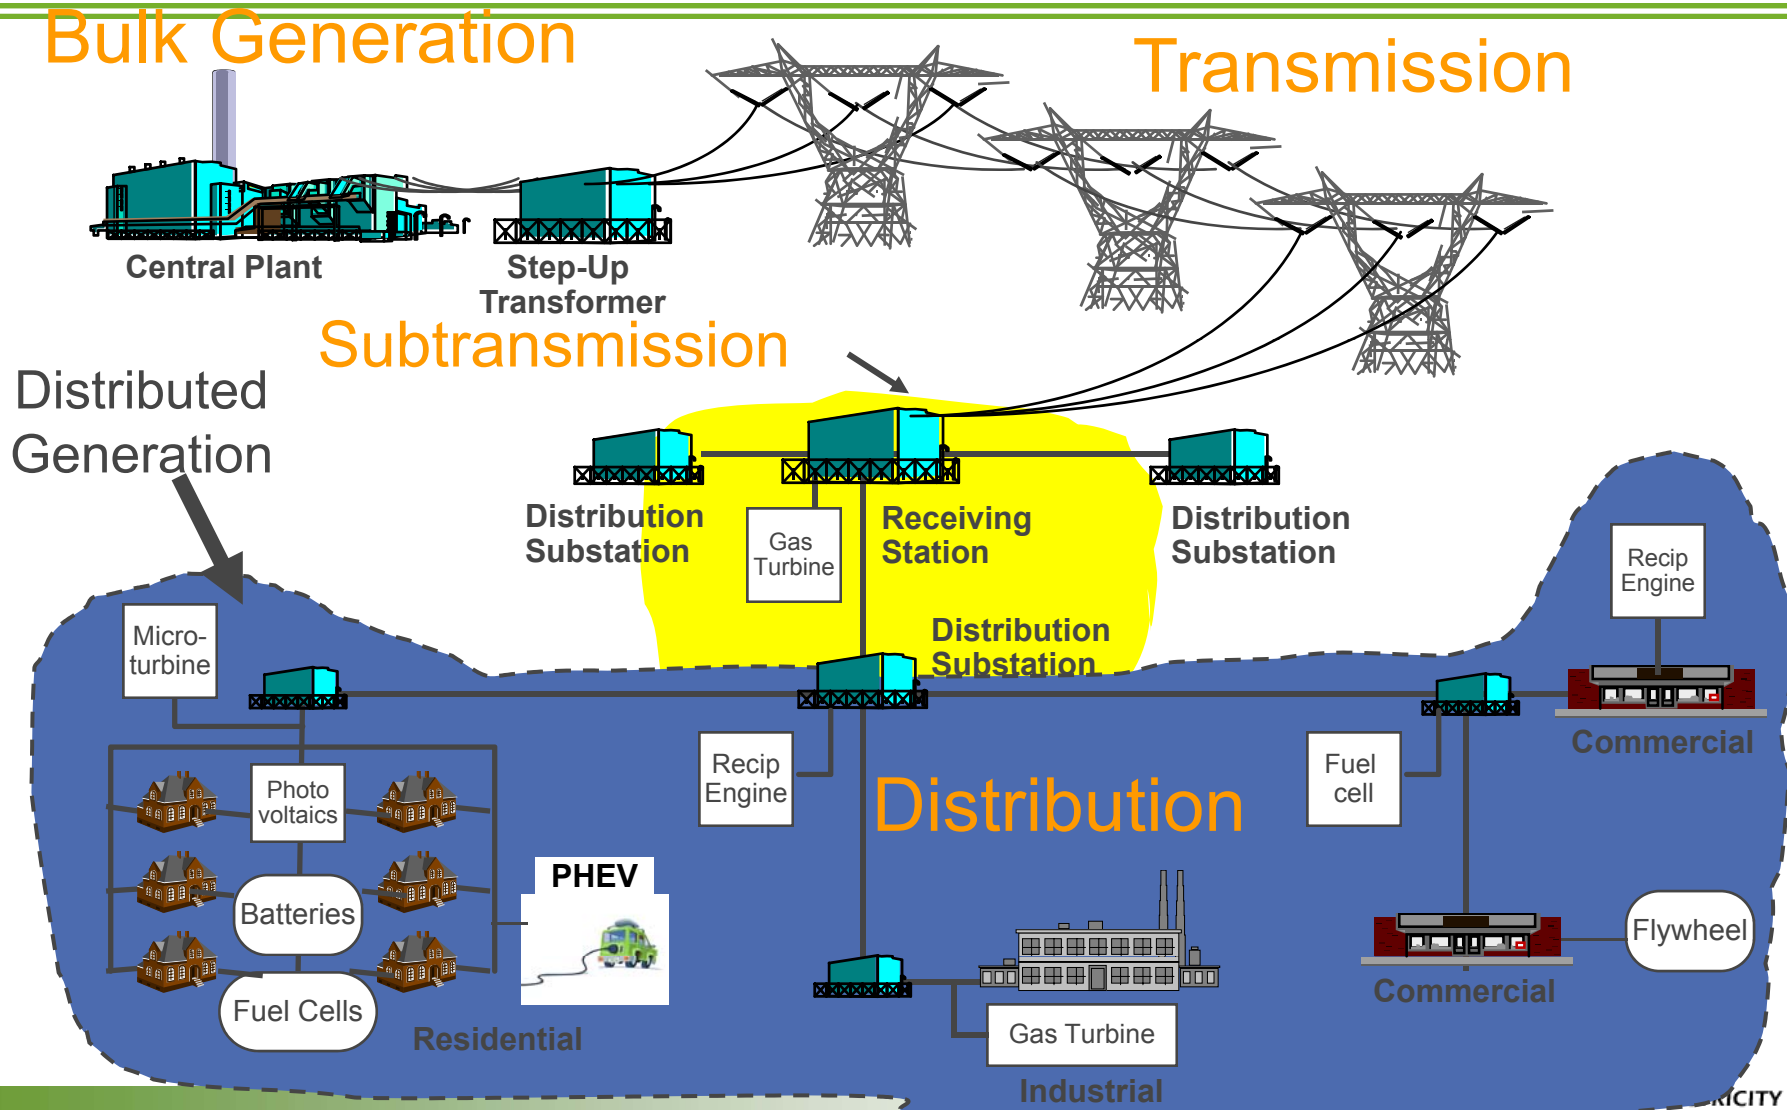 Bulk Generation
Transmission
Central Plant
Step-Up
Transformer
Subtransmission
Distributed
Generation
Distribution
Substation
Gas
Turbine
Receiving
Station
Distribution
Substation
Recip
Engine
Micro-
turbine
Distribution
Substation
Commercial
Recip
Engine
Fuel
cell
Photo
voltaics
Distribution
PHEV
Batteries
Flywheel
Fuel Cells
Commercial
Residential
Gas Turbine
Industrial